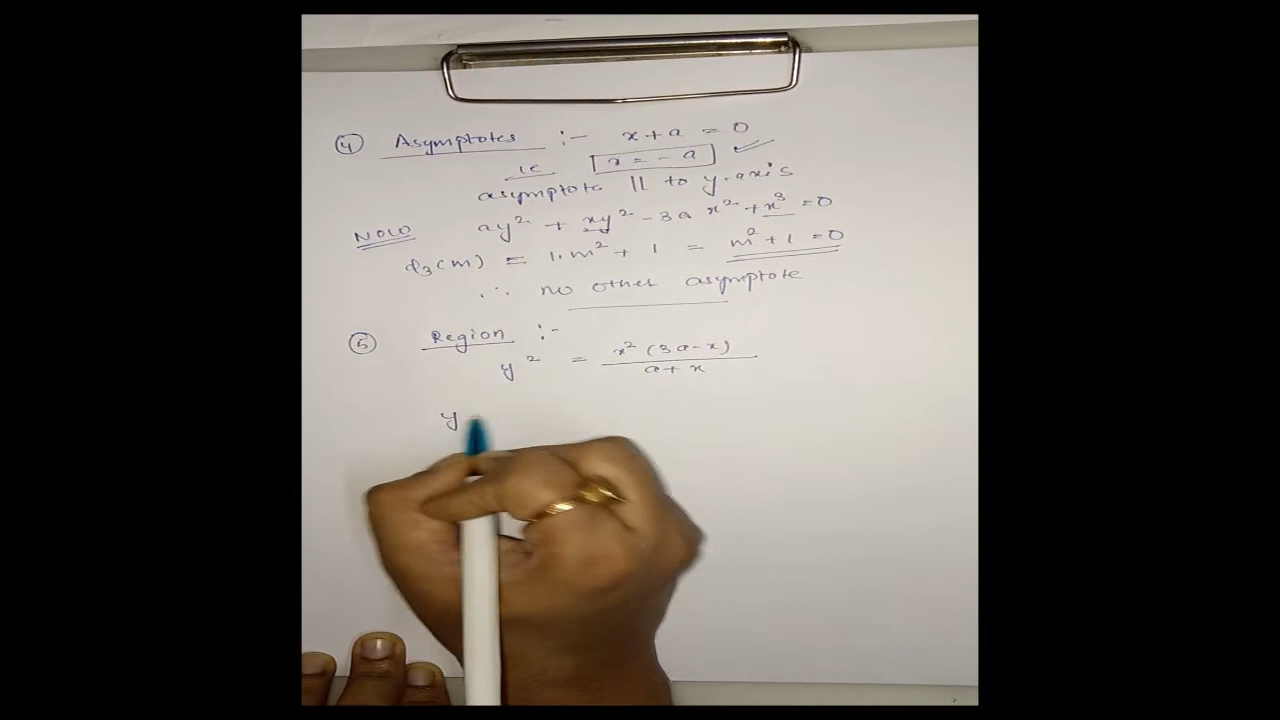 ④ Asymptotes :- x+a = 0
ie x = -a
asymptote || to y-axis
Now ay² + xy² - 3a x² + x³ = 0
φ₃(m) = 1.m² + 1 = m² + 1 = 0
∴ no other asymptote
⑤ Region :-
y² = x² (3a-x) / a+x
y